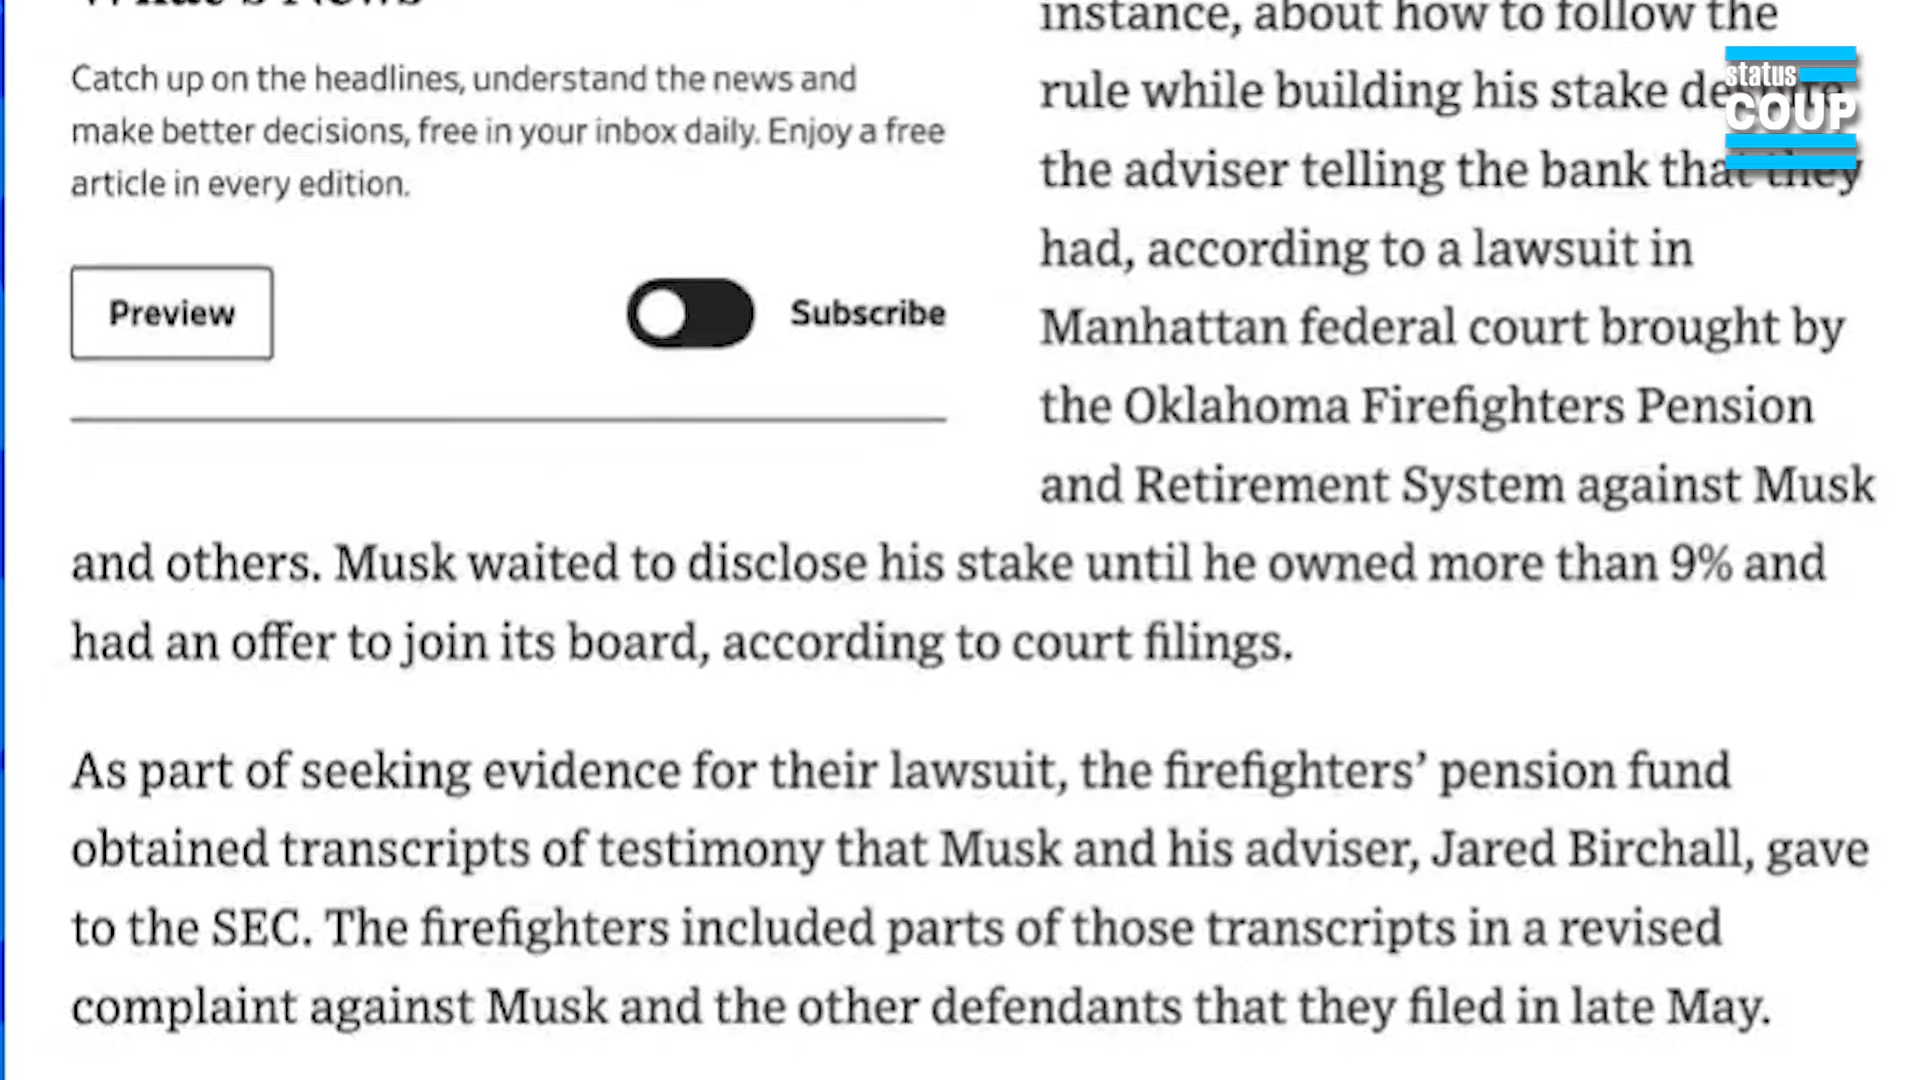 What's News
Catch up on the headlines, understand the news and
make better decisions, free in your inbox daily. Enjoy a free
article in every edition.
Preview
Subscribe
instance, about how to follow the
rule while building his stake despite
the adviser telling the bank that they
had, according to a lawsuit in
Manhattan federal court brought by
the Oklahoma Firefighters Pension
and Retirement System against Musk
and others. Musk waited to disclose his stake until he owned more than 9% and
had an offer to join its board, according to court filings.
As part of seeking evidence for their lawsuit, the firefighters’ pension fund
obtained transcripts of testimony that Musk and his adviser, Jared Birchall, gave
to the SEC. The firefighters included parts of those transcripts in a revised
complaint against Musk and the other defendants that they filed in late May.
status
COUP